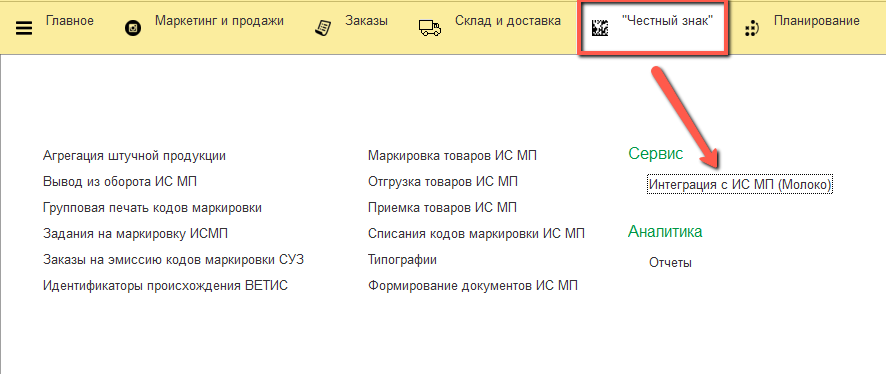 Главное Маркетинг и продажи Заказы Склад и доставка "Честный знак" Планирование
Агрегация штучной продукции
Вывод из оборота ИС МП
Групповая печать кодов маркировки
Задания на маркировку ИСМП
Заказы на эмиссию кодов маркировки СУЗ
Идентификаторы происхождения ВЕТИС
Маркировка товаров ИС МП
Отгрузка товаров ИС МП
Приемка товаров ИС МП
Списания кодов маркировки ИС МП
Типографии
Формирование документов ИС МП
Сервис
Интеграция с ИС МП (Молоко)
Аналитика
Отчеты